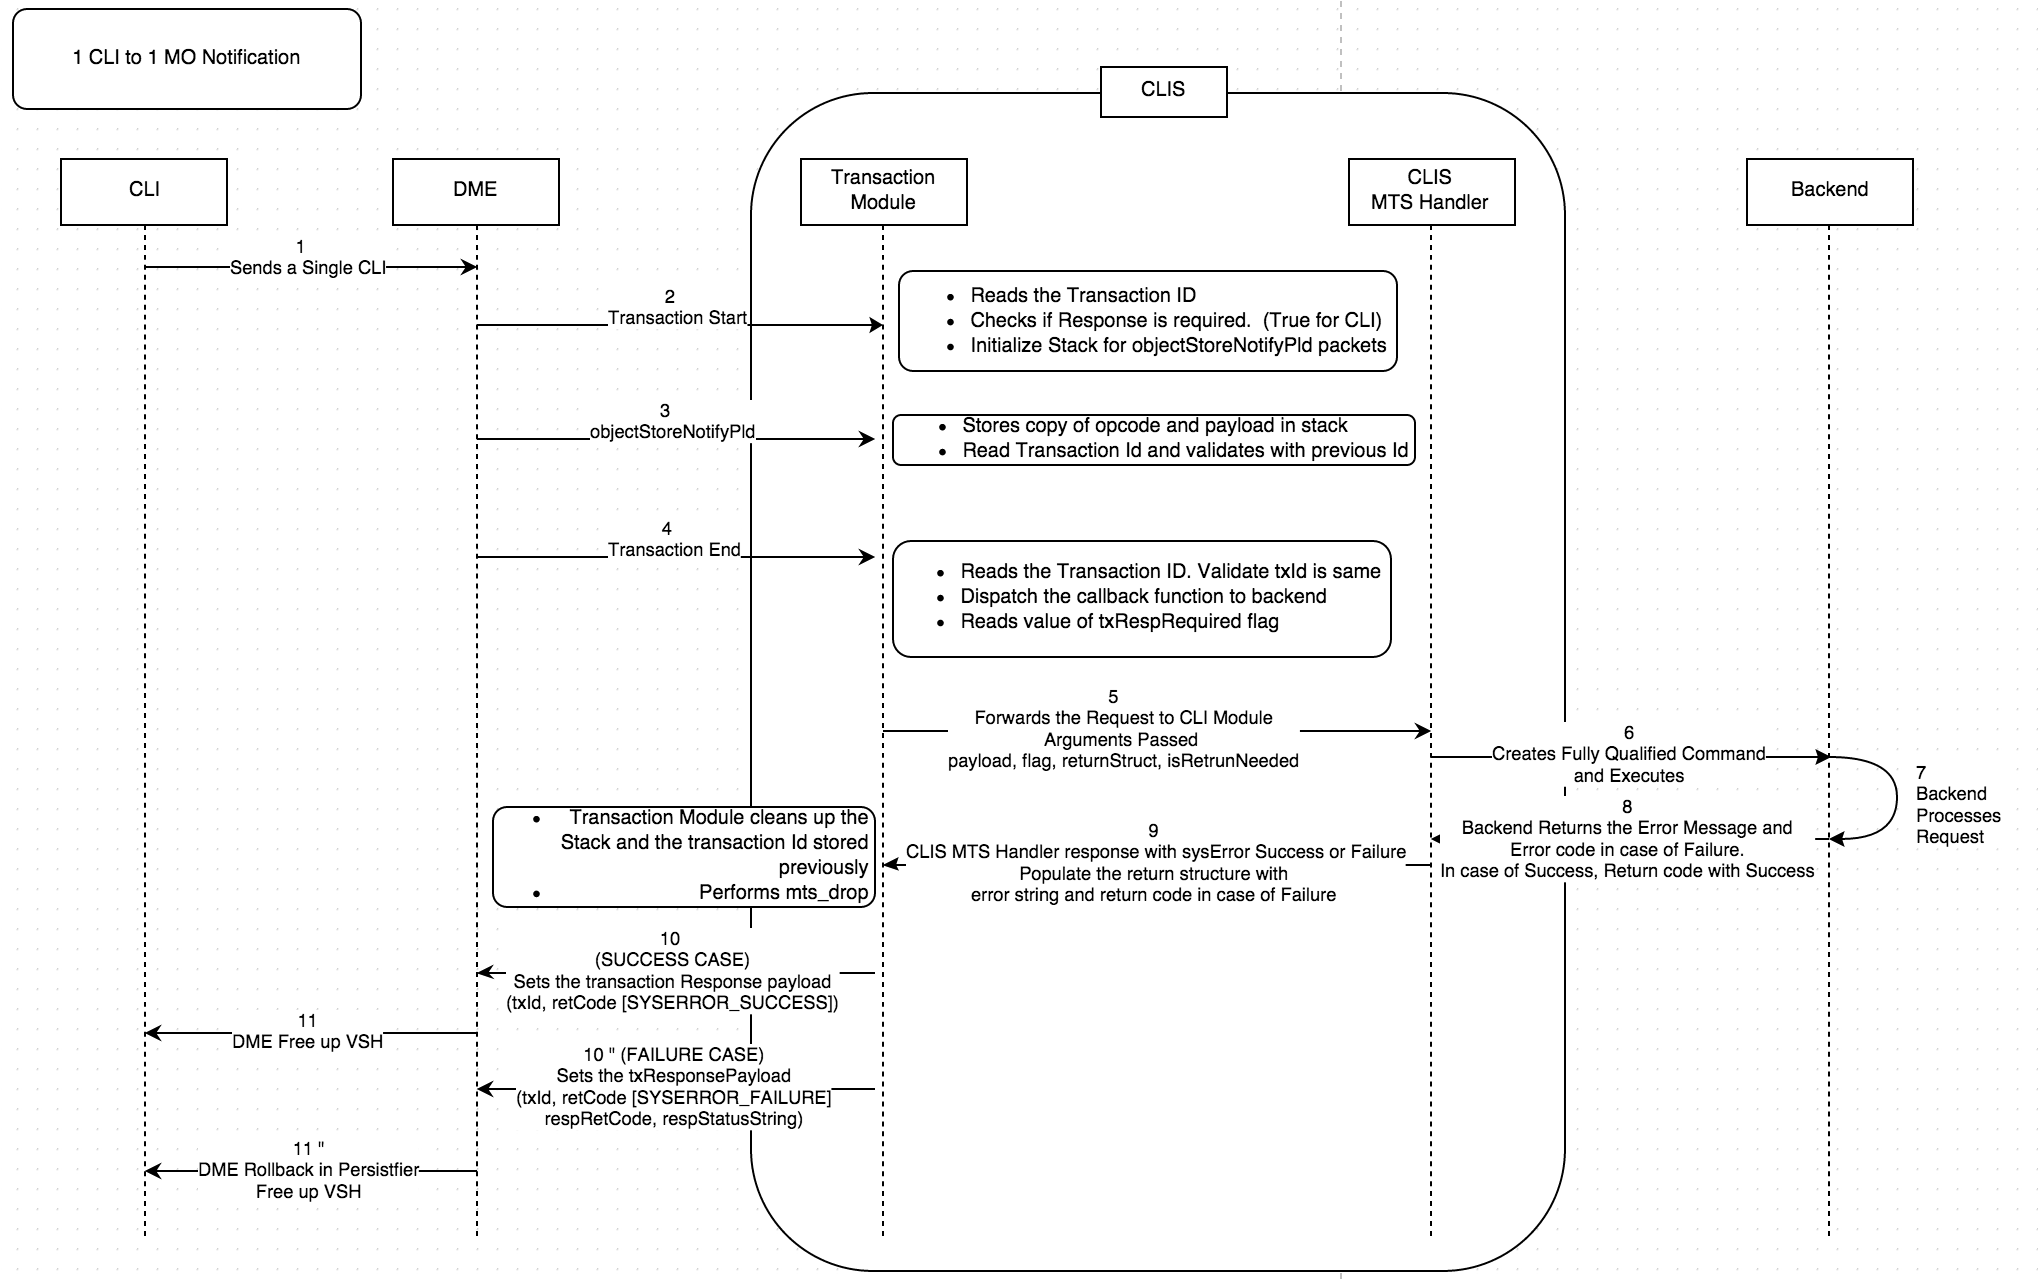 1 CLI to 1 MO Notification
CLIS
CLI
DME
Transaction
Module
CLIS
MTS Handler
Backend
1
Sends a Single CLI
2
Transaction Start
• Reads the Transaction ID
• Checks if Response is required. (True for CLI)
• Initialize Stack for objectStoreNotifyPld packets
3
objectStoreNotifyPld
• Stores copy of opcode and payload in stack
• Read Transaction Id and validates with previous Id
4
Transaction End
• Reads the Transaction ID. Validate txId is same
• Dispatch the callback function to backend
• Reads value of txRespRequired flag
5
Forwards the Request to CLI Module
Arguments Passed
payload, flag, returnStruct, isRetrunNeeded
6
Creates Fully Qualified Command
and Executes
7
Backend
Processes
Request
8
Backend Returns the Error Message and
Error code in case of Failure.
In case of Success, Return code with Success
9
CLIS MTS Handler response with sysError Success or Failure
Populate the return structure with
error string and return code in case of Failure
• Transaction Module cleans up the
Stack and the transaction Id stored
previously
• Performs mts_drop
10
(SUCCESS CASE)
Sets the transaction Response payload
(txId, retCode [SYSERROR_SUCCESS])
11
DME Free up VSH
10 " (FAILURE CASE)
Sets the txResponsePayload
(txId, retCode [SYSERROR_FAILURE]
respRetCode, respStatusString)
11 "
DME Rollback in Persistfier
Free up VSH